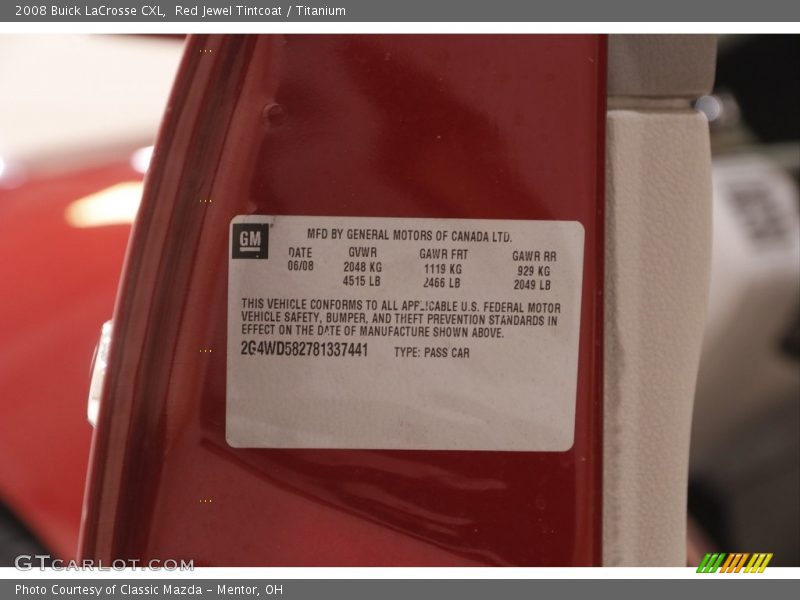 2008 Buick LaCrosse CXL,  Red Jewel Tintcoat / Titanium
GM
MFD BY GENERAL MOTORS OF CANADA LTD.
DATE GVWR GAWR FRT GAWR RR
06/08 2048 KG 1119 KG 929 KG
4515 LB 2466 LB 2049 LB
THIS VEHICLE CONFORMS TO ALL APPLICABLE U.S. FEDERAL MOTOR
VEHICLE SAFETY, BUMPER, AND THEFT PREVENTION STANDARDS IN
EFFECT ON THE DATE OF MANUFACTURE SHOWN ABOVE.
2G4WD582781337441 TYPE: PASS CAR
GTCARLOT.COM
Photo Courtesy of Classic Mazda - Mentor, OH